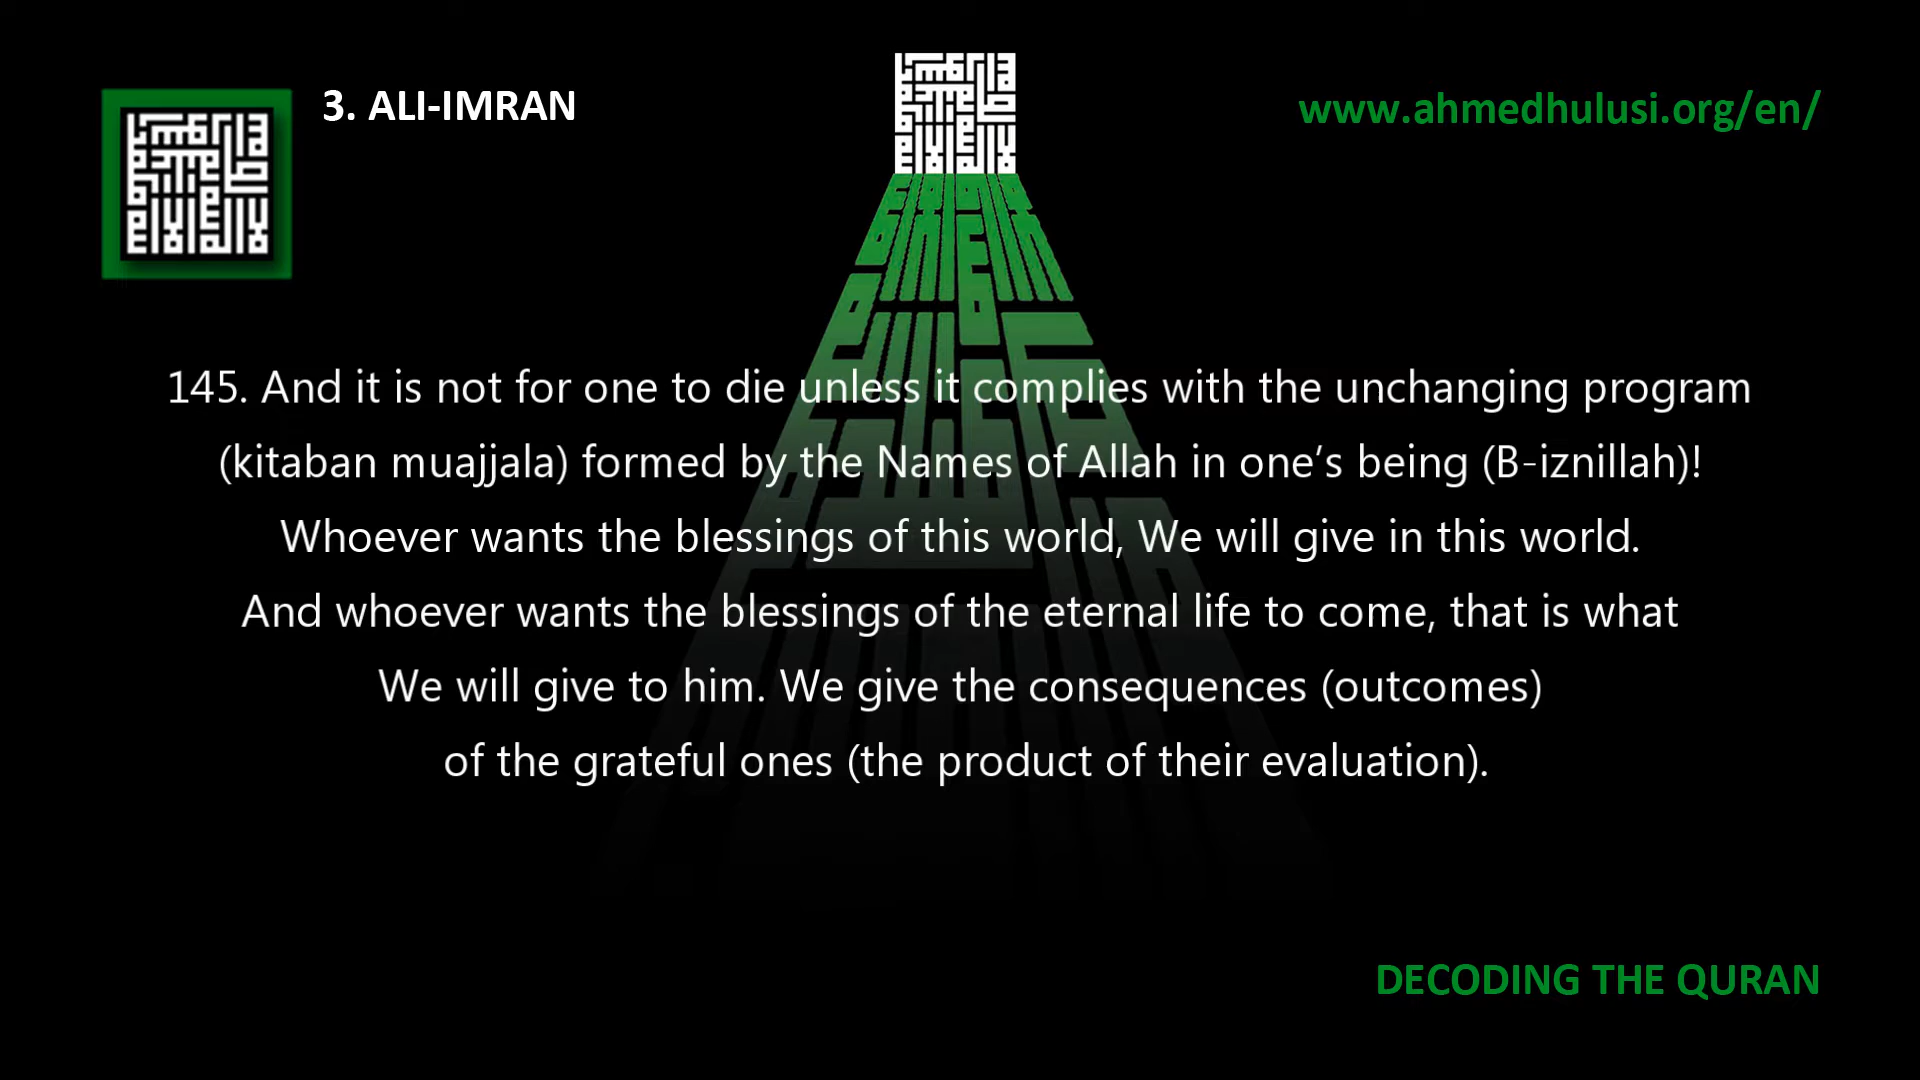 3. ALI-IMRAN
www.ahmedhulusi.org/en/
145. And it is not for one to die unless it complies with the unchanging program
(kitaban muajjala) formed by the Names of Allah in one’s being (B-iznillah)!
Whoever wants the blessings of this world, We will give in this world.
And whoever wants the blessings of the eternal life to come, that is what
We will give to him. We give the consequences (outcomes)
of the grateful ones (the product of their evaluation).
DECODING THE QURAN